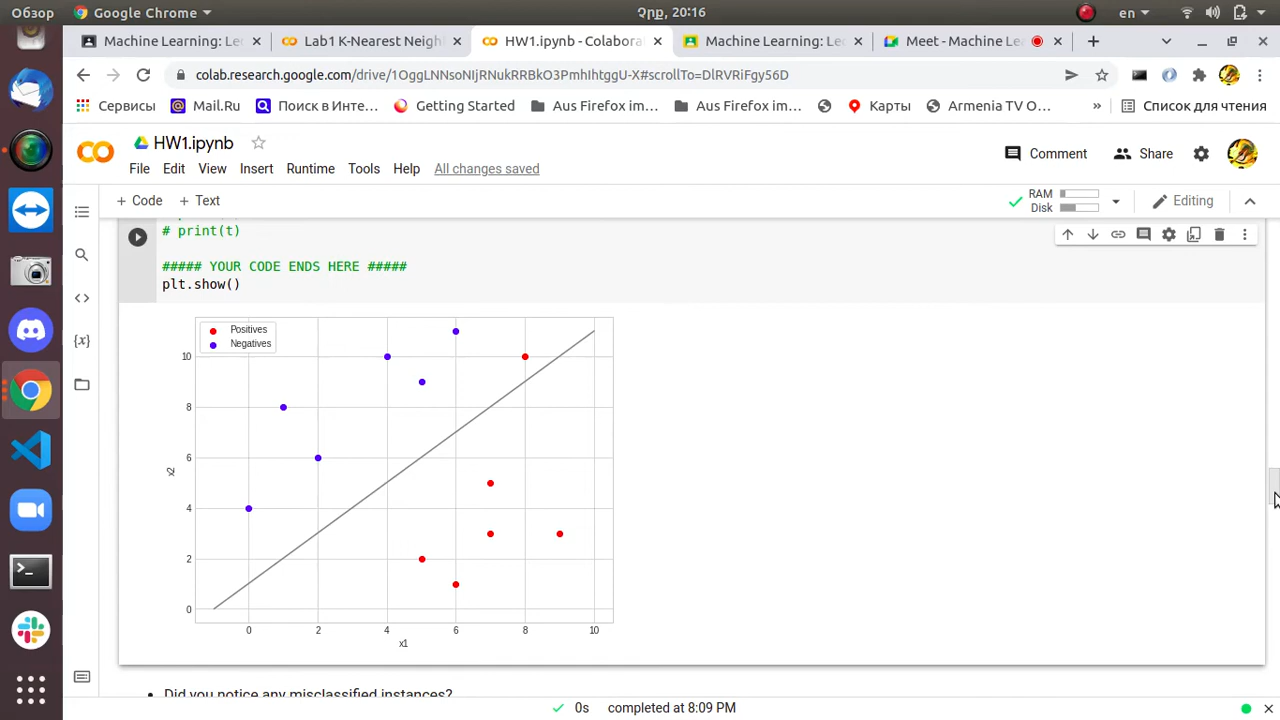 Обзор
Google Chrome
Չրք, 20:16
en
Machine Learning: Lec
Lab1 K-Nearest Neigh
HW1.ipynb - Colabora
Machine Learning: Lec
Meet - Machine Le
colab.research.google.com/drive/1OggLNNsoNIjRNukRRBkO3PmhIhtggU-X#scrollTo=DlRVRiFgy56D
Сервисы
Mail.Ru
Поиск в Инте...
Getting Started
Aus Firefox im...
Aus Firefox im...
Карты
Armenia TV O...
»
Список для чтения
HW1.ipynb
Comment
Share
File Edit View Insert Runtime Tools Help All changes saved
+ Code + Text
RAM
Disk
Editing
# print(t)
##### YOUR CODE ENDS HERE #####
plt.show()
Positives
Negatives
10
8
6
4
2
0
x2
0 2 4 6 8 10
x1
Did you notice any misclassified instances?
0s completed at 8:09 PM